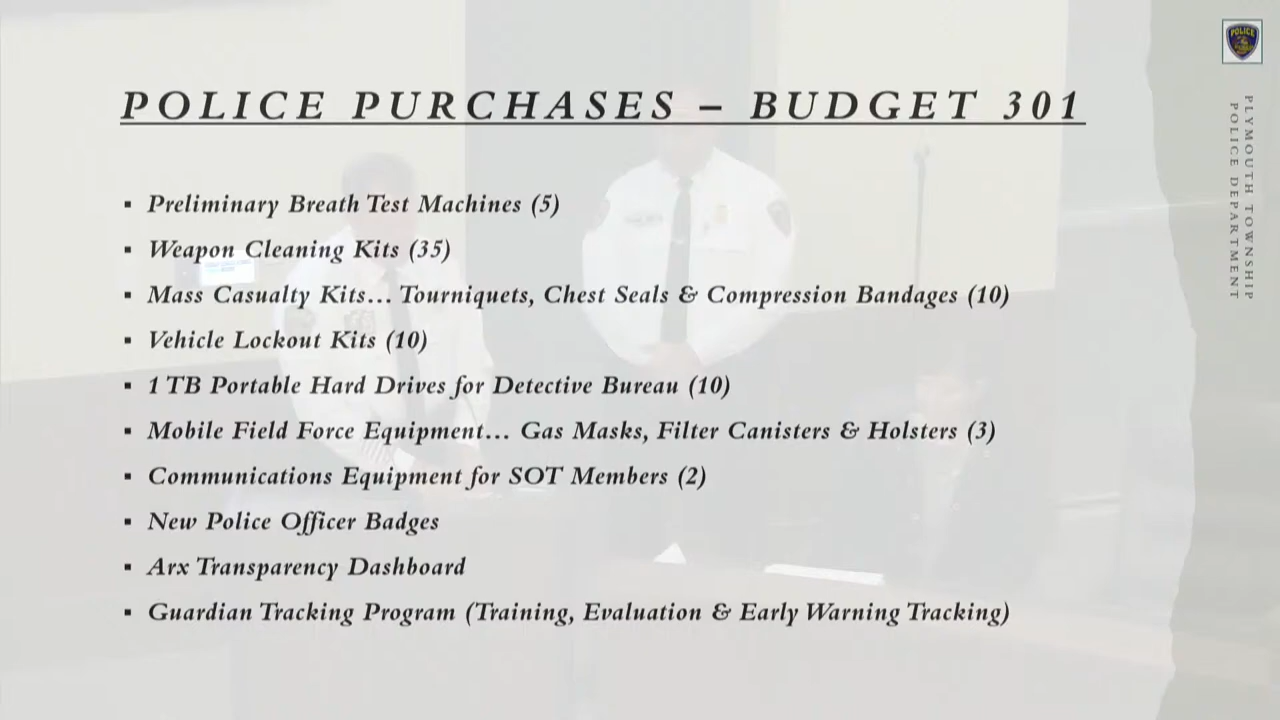 POLICE PURCHASES – BUDGET 301
▪ Preliminary Breath Test Machines (5)
▪ Weapon Cleaning Kits (35)
▪ Mass Casualty Kits... Tourniquets, Chest Seals & Compression Bandages (10)
▪ Vehicle Lockout Kits (10)
▪ 1 TB Portable Hard Drives for Detective Bureau (10)
▪ Mobile Field Force Equipment... Gas Masks, Filter Canisters & Holsters (3)
▪ Communications Equipment for SOT Members (2)
▪ New Police Officer Badges
▪ Arx Transparency Dashboard
▪ Guardian Tracking Program (Training, Evaluation & Early Warning Tracking)
POLICE
PLYMOUTH TOWNSHIP
POLICE DEPARTMENT